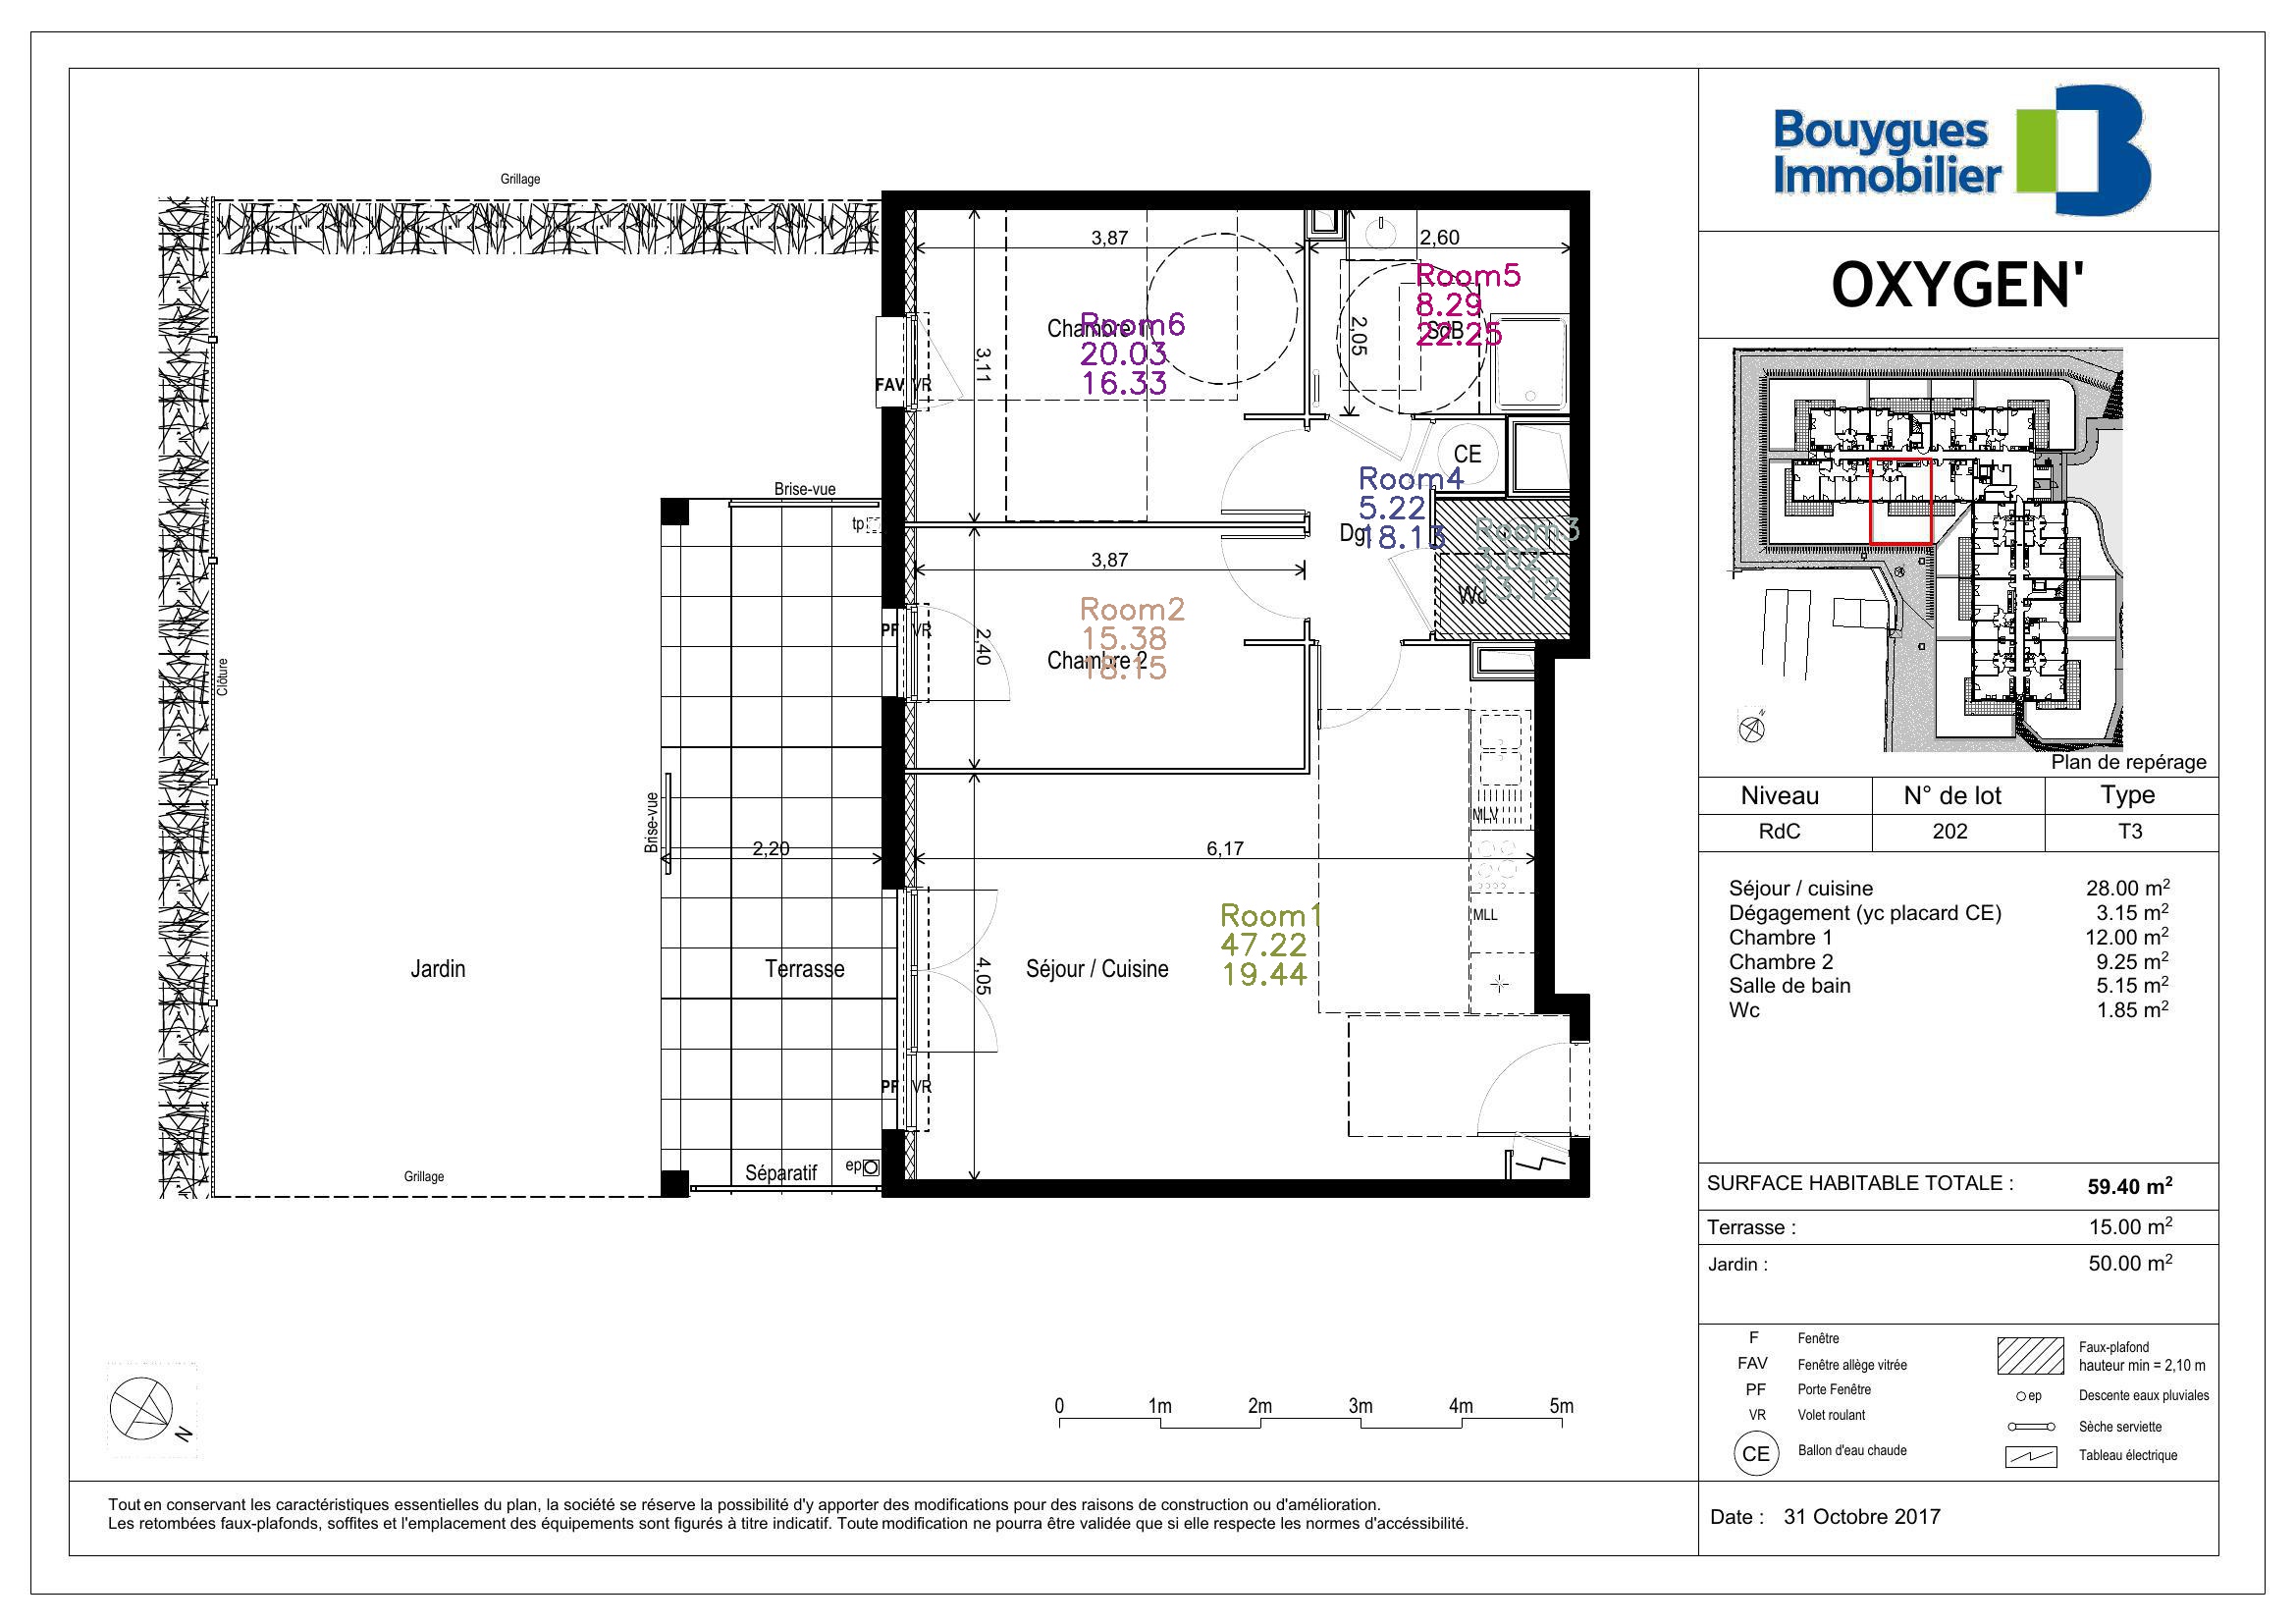 Grillage
Bouygues
Immobilier
OXYGEN'
3,87
2,60
Room5
8.29
22.25
SdB
2,05
Chambre
Room6
20.03
16.33
3,11
FAV
VR
CE
Room4
5.22
18.13
Dg
Room3
3.02
13.12
Wc
Brise-vue
tp
3,87
Room2
15.38
18.15
Chambre 2
2,40
PF
VR
Clôture
Brise-vue
2,20
6,17
MLV
MLL
Room1
47.22
19.44
Jardin
Terrasse
Séjour / Cuisine
4,05
PF
VR
Séparatif
ep
Grillage
N
0 1m 2m 3m 4m 5m
N
Plan de repérage
Niveau N° de lot Type
RdC 202 T3
Séjour / cuisine 28.00 m²
Dégagement (yc placard CE) 3.15 m²
Chambre 1 12.00 m²
Chambre 2 9.25 m²
Salle de bain 5.15 m²
Wc 1.85 m²
SURFACE HABITABLE TOTALE : 59.40 m²
Terrasse : 15.00 m²
Jardin : 50.00 m²
F Fenêtre
FAV Fenêtre allège vitrée
PF Porte Fenêtre
VR Volet roulant
CE Ballon d'eau chaude
Faux-plafond
hauteur min = 2,10 m
ep Descente eaux pluviales
Sèche serviette
Tableau électrique
Tout en conservant les caractéristiques essentielles du plan, la société se réserve la possibilité d'y apporter des modifications pour des raisons de construction ou d'amélioration.
Les retombées faux-plafonds, soffites et l'emplacement des équipements sont figurés à titre indicatif. Toute modification ne pourra être validée que si elle respecte les normes d'accéssibilité.
Date : 31 Octobre 2017